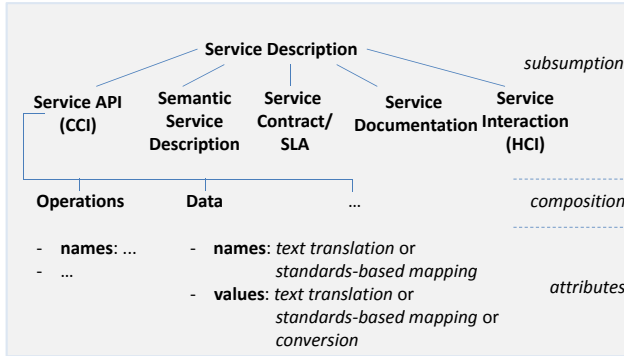 Service Description
subsumption
Service API
(CCI)
Semantic
Service
Description
Service
Contract/
SLA
Service
Documentation
Service
Interaction
(HCI)
Operations
Data
...
composition
- names: ...
- ...
- names: text translation or
standards-based mapping
- values: text translation or
standards-based mapping or
conversion
attributes